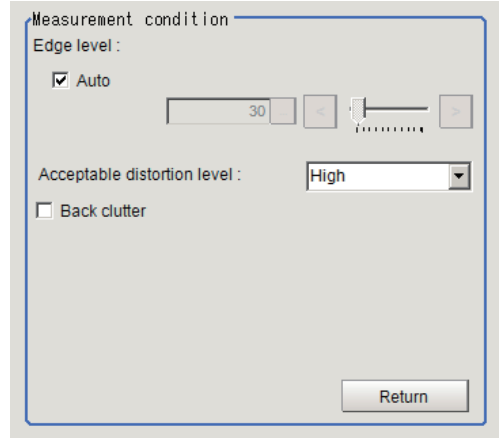 Measurement condition
Edge level :
Auto
30
Acceptable distortion level :
High
Back clutter
Return